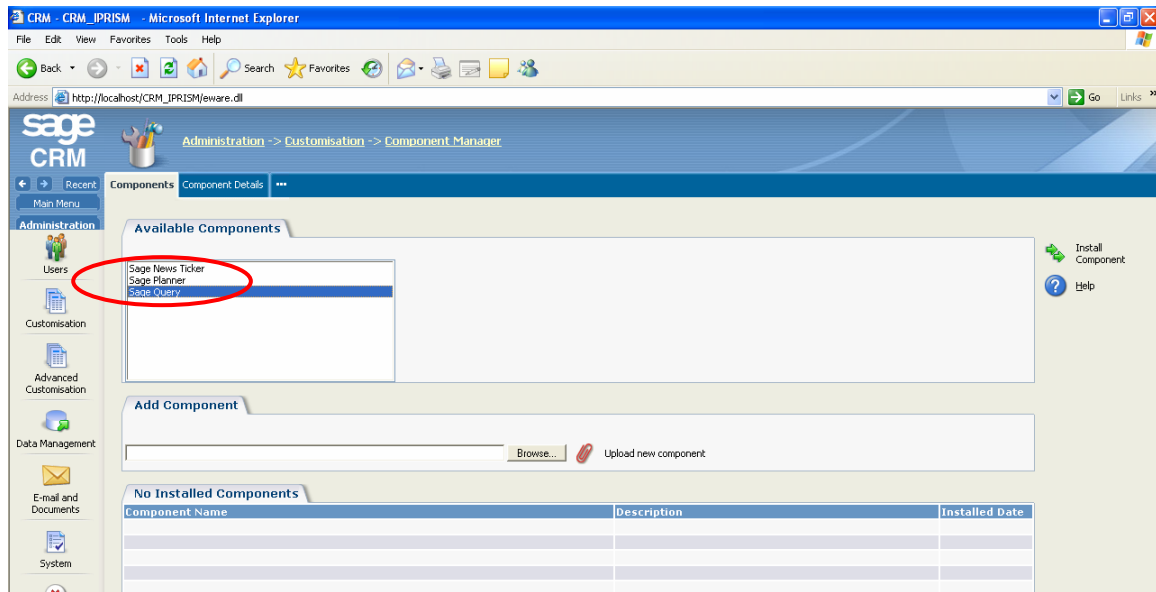 CRM - CRM_IPRISM - Microsoft Internet Explorer
File Edit View Favorites Tools Help
Back Search Favorites
Address http://localhost/CRM_IPRISM/eware.dll Go Links »
sage
CRM
Administration -> Customisation -> Component Manager
Recent Components Component Details •••
Main Menu
Administration
Available Components
Users
Sage News Ticker
Sage Planner
Sage Query
Install
Component
Help
Customisation
Advanced
Customisation
Add Component
Data Management
Browse... Upload new component
E-mail and
Documents
No Installed Components
Component Name Description Installed Date
System